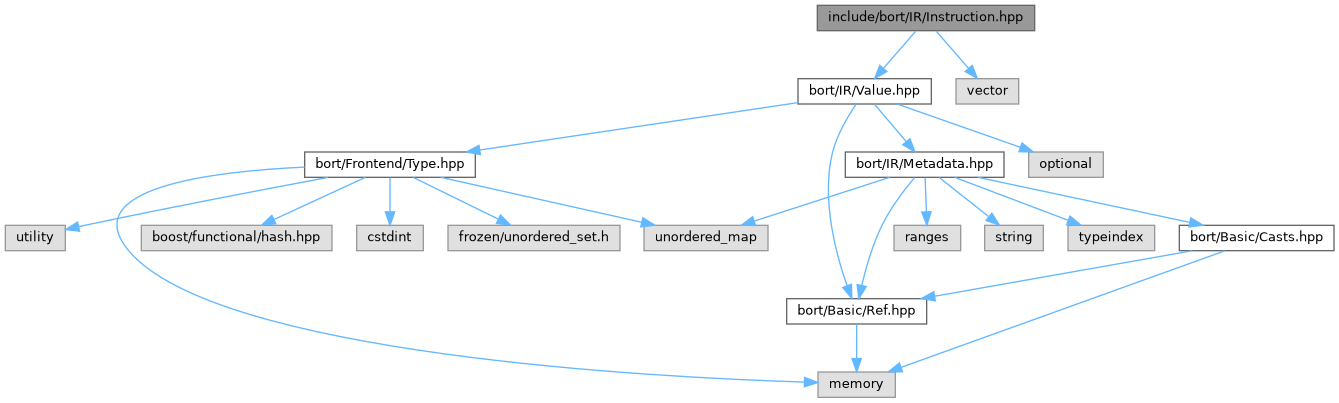 include/bort/IR/Instruction.hpp
bort/IR/Value.hpp
vector
bort/Frontend/Type.hpp
bort/IR/Metadata.hpp
optional
utility
boost/functional/hash.hpp
cstdint
frozen/unordered_set.h
unordered_map
ranges
string
typeindex
bort/Basic/Casts.hpp
bort/Basic/Ref.hpp
memory